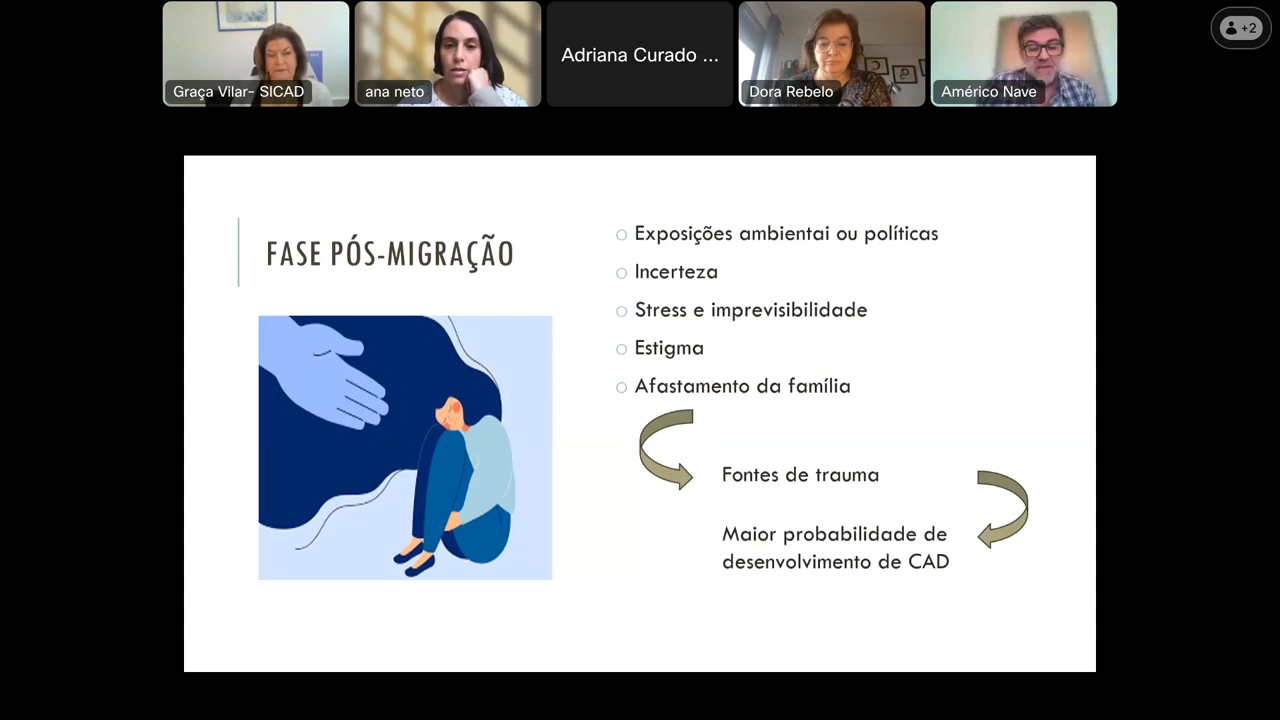 Graça Vilar- SICAD
ana neto
Adriana Curado ...
Dora Rebelo
Américo Nave
+2
FASE PÓS-MIGRAÇÃO
Exposições ambientai ou políticas
Incerteza
Stress e imprevisibilidade
Estigma
Afastamento da família
Fontes de trauma
Maior probabilidade de
desenvolvimento de CAD